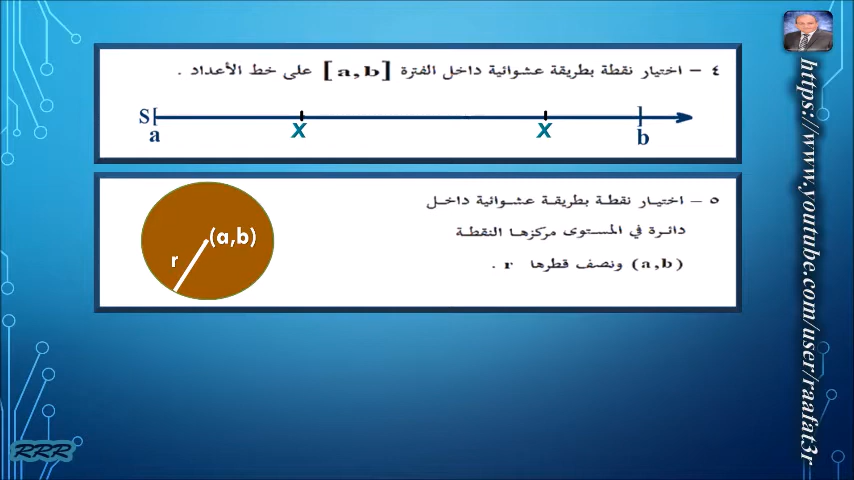 ٤ – اختيار نقطة بطريقة عشوائية داخل الفترة [a,b] على خط الأعداد .
S[ ]
x x
a b
٥ – اختيار نقطة بطريقة عشوائية داخل
دائرة في المستوى مركزها النقطة
(a,b) ونصف قطرها r .
(a,b)
r
https://www.youtube.com/user/raafat3r
RRR